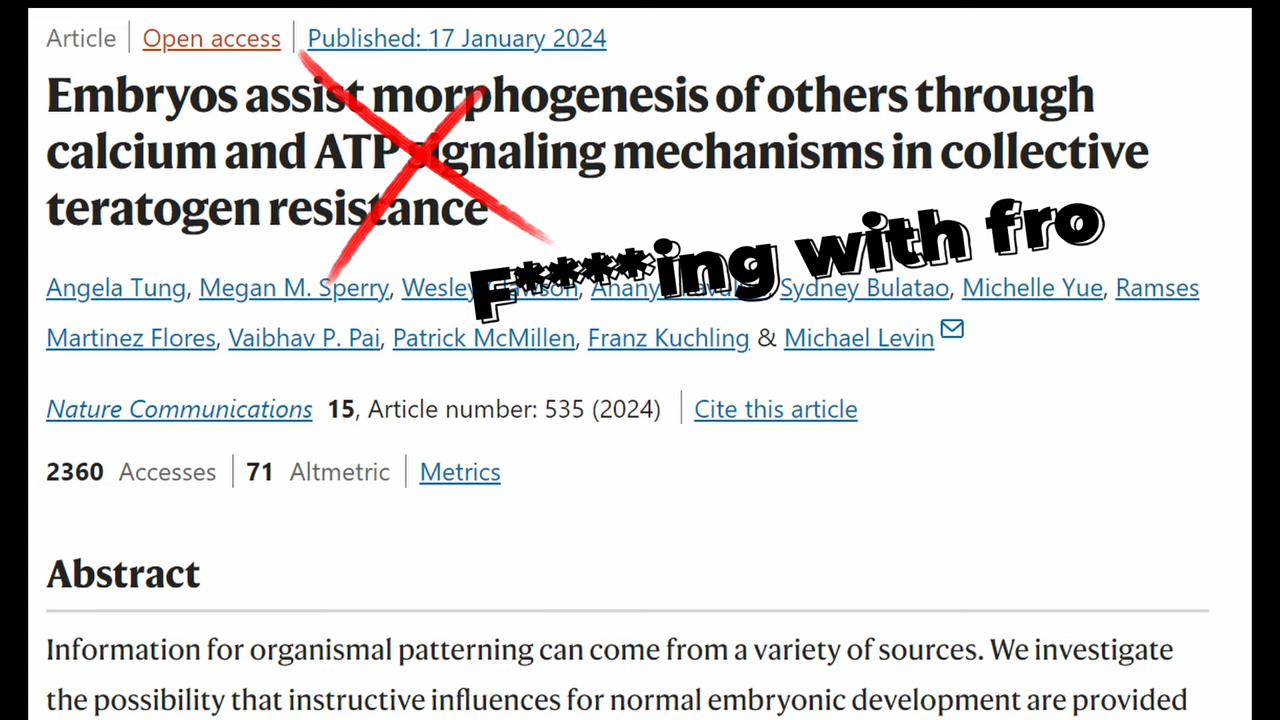 Article Open access Published: 17 January 2024
Embryos assist morphogenesis of others through
calcium and ATP signaling mechanisms in collective
teratogen resistance
F****ing with fro
Angela Tung, Megan M. Sperry, Wesley Sydney Bulatao, Michelle Yue, Ramses
Martinez Flores, Vaibhav P. Pai, Patrick McMillen, Franz Kuchling & Michael Levin
Nature Communications 15, Article number: 535 (2024) Cite this article
2360 Accesses 71 Altmetric Metrics
Abstract
Information for organismal patterning can come from a variety of sources. We investigate
the possibility that instructive influences for normal embryonic development are provided